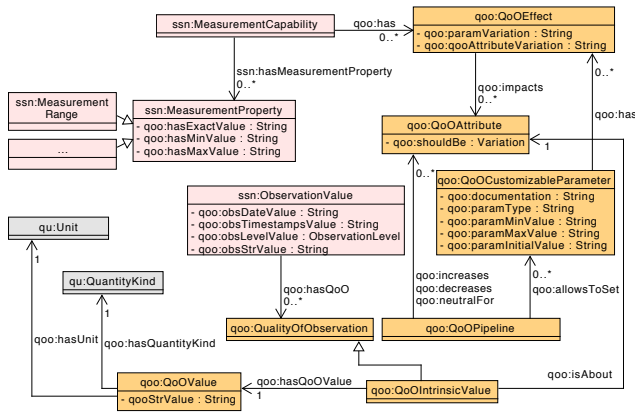 ssn:MeasurementCapability
qoo:has
0..*
qoo:QoOEffect
- qoo:paramVariation : String
- qoo:qooAttributeVariation : String
ssn:hasMeasurementProperty
0..*
qoo:impacts
0..*
0..*
qoo:has
ssn:Measurement
Range
...
ssn:MeasurementProperty
- qoo:hasExactValue : String
- qoo:hasMinValue : String
- qoo:hasMaxValue : String
qoo:QoOAttribute
- qoo:shouldBe : Variation
1
0..*
qoo:QoOCustomizableParameter
- qoo:documentation : String
- qoo:paramType : String
- qoo:paramMinValue : String
- qoo:paramMaxValue : String
- qoo:paramInitialValue : String
ssn:ObservationValue
- qoo:obsDateValue : String
- qoo:obsTimestampsValue : String
- qoo:obsLevelValue : ObservationLevel
- qoo:obsStrValue : String
qu:Unit
1
qu:QuantityKind
1
qoo:hasQoO
0..*
qoo:increases
qoo:decreases
qoo:neutralFor
0..*
qoo:allowsToSet
qoo:QualityOfObservation
qoo:QoOPipeline
qoo:hasUnit
qoo:hasQuantityKind
qoo:isAbout
qoo:QoOValue
- qooStrValue : String
qoo:hasQoOValue
1
qoo:QoOIntrinsicValue